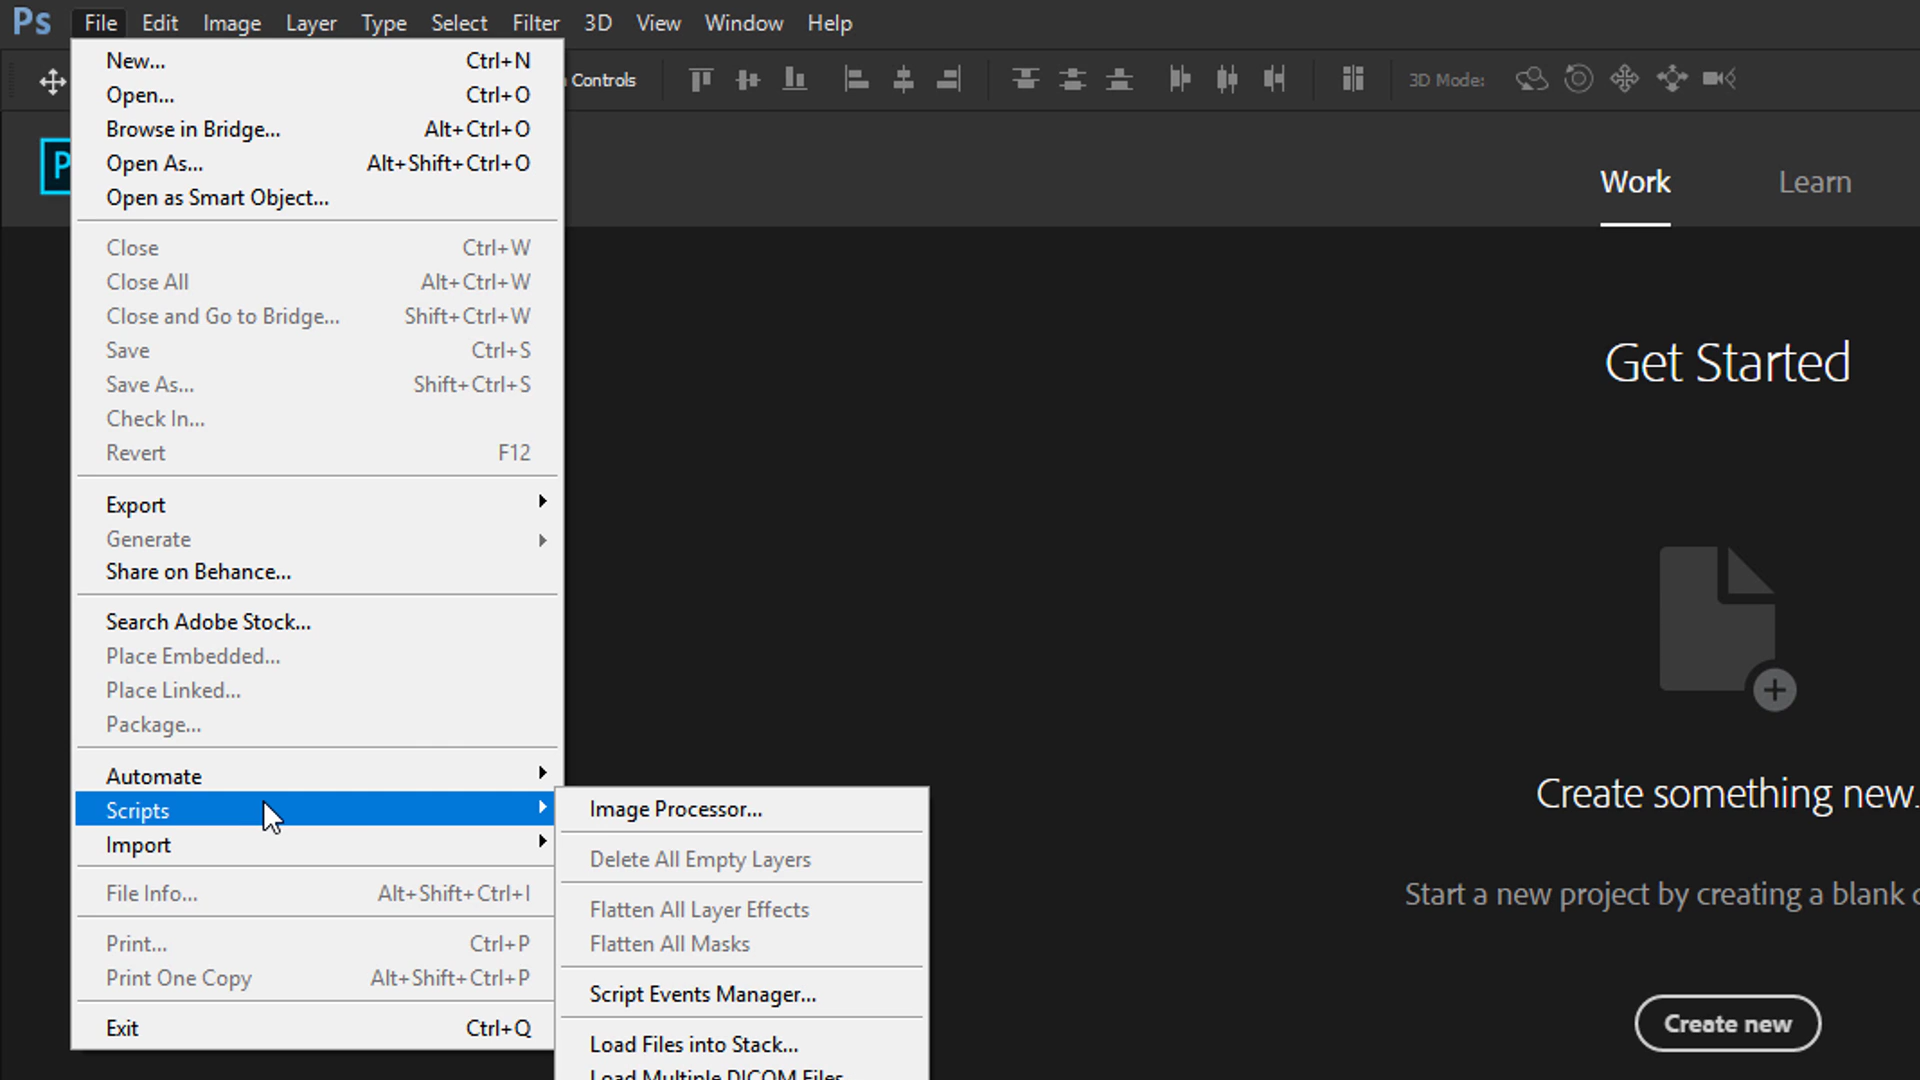 Ps File Edit Image Layer Type Select Filter 3D View Window Help
Controls 3D Mode:
P
Work Learn
New... Ctrl+N
Open... Ctrl+O
Browse in Bridge... Alt+Ctrl+O
Open As... Alt+Shift+Ctrl+O
Open as Smart Object...
Close Ctrl+W
Close All Alt+Ctrl+W
Close and Go to Bridge... Shift+Ctrl+W
Save Ctrl+S
Save As... Shift+Ctrl+S
Check In...
Revert F12
Export
Generate
Share on Behance...
Search Adobe Stock...
Place Embedded...
Place Linked...
Package...
Automate
Scripts
Import
File Info... Alt+Shift+Ctrl+I
Print... Ctrl+P
Print One Copy Alt+Shift+Ctrl+P
Exit Ctrl+Q
Image Processor...
Delete All Empty Layers
Flatten All Layer Effects
Flatten All Masks
Script Events Manager...
Load Files into Stack...
Load Multiple DICOM Files
Get Started
Create something new.
Start a new project by creating a blank
Create new